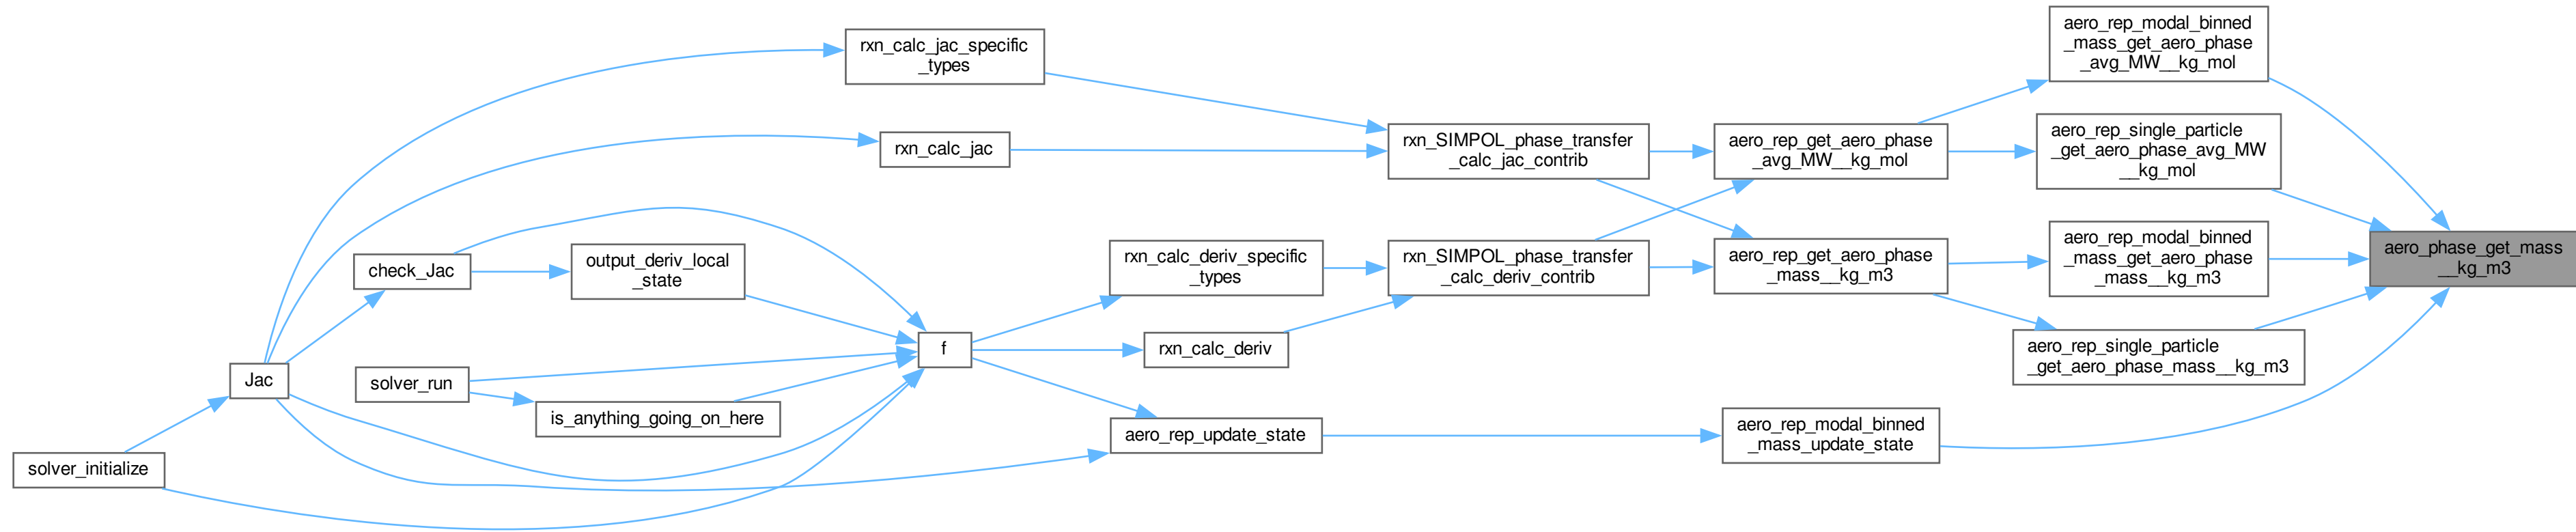 aero_rep_modal_binned
_mass_get_aero_phase
_avg_MW__kg_mol
rxn_calc_jac_specific
_types
aero_rep_single_particle
_get_aero_phase_avg_MW
__kg_mol
rxn_SIMPOL_phase_transfer
_calc_jac_contrib
aero_rep_get_aero_phase
_avg_MW__kg_mol
rxn_calc_jac
aero_rep_modal_binned
_mass_get_aero_phase
_mass__kg_m3
aero_phase_get_mass
__kg_m3
check_Jac
output_deriv_local
_state
rxn_calc_deriv_specific
_types
rxn_SIMPOL_phase_transfer
_calc_deriv_contrib
aero_rep_get_aero_phase
_mass__kg_m3
f
rxn_calc_deriv
aero_rep_single_particle
_get_aero_phase_mass__kg_m3
Jac
solver_run
is_anything_going_on_here
aero_rep_update_state
aero_rep_modal_binned
_mass_update_state
solver_initialize